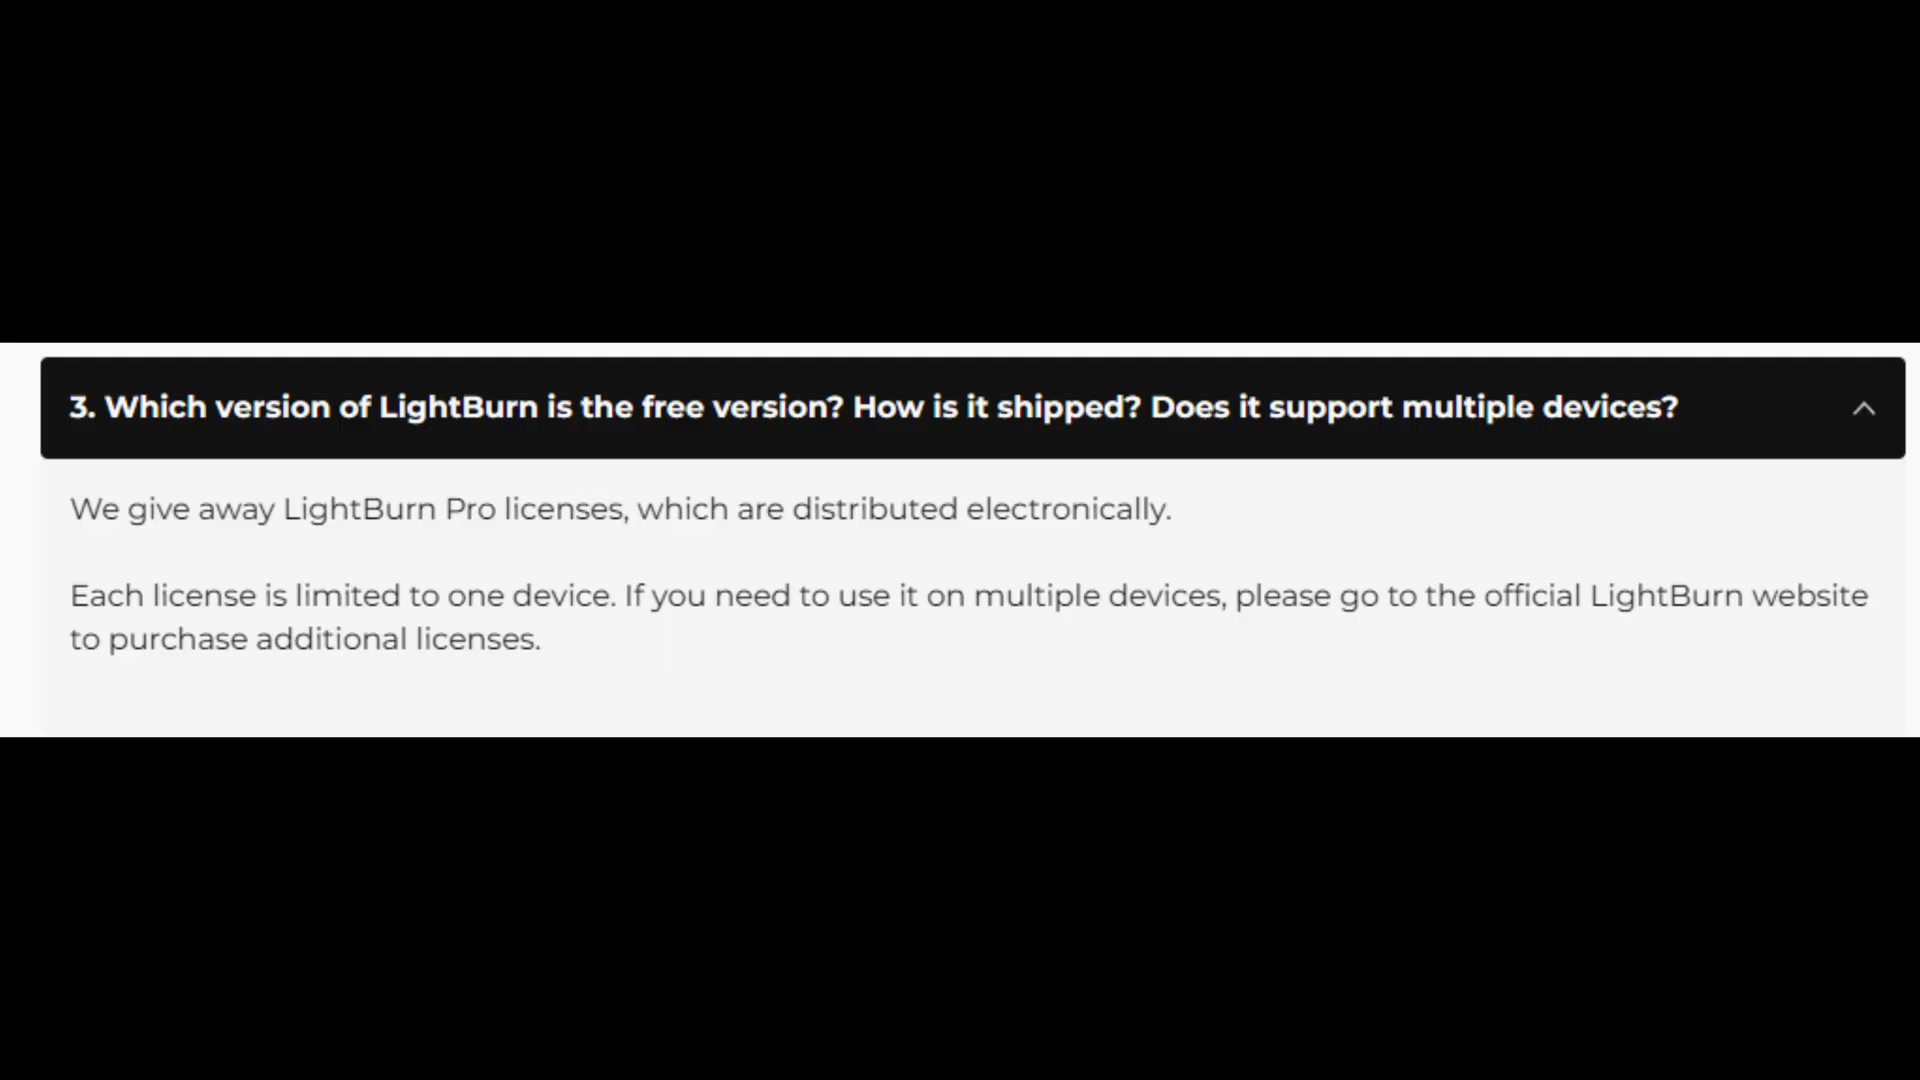 3. Which version of LightBurn is the free version? How is it shipped? Does it support multiple devices?
We give away LightBurn Pro licenses, which are distributed electronically.
Each license is limited to one device. If you need to use it on multiple devices, please go to the official LightBurn website
to purchase additional licenses.